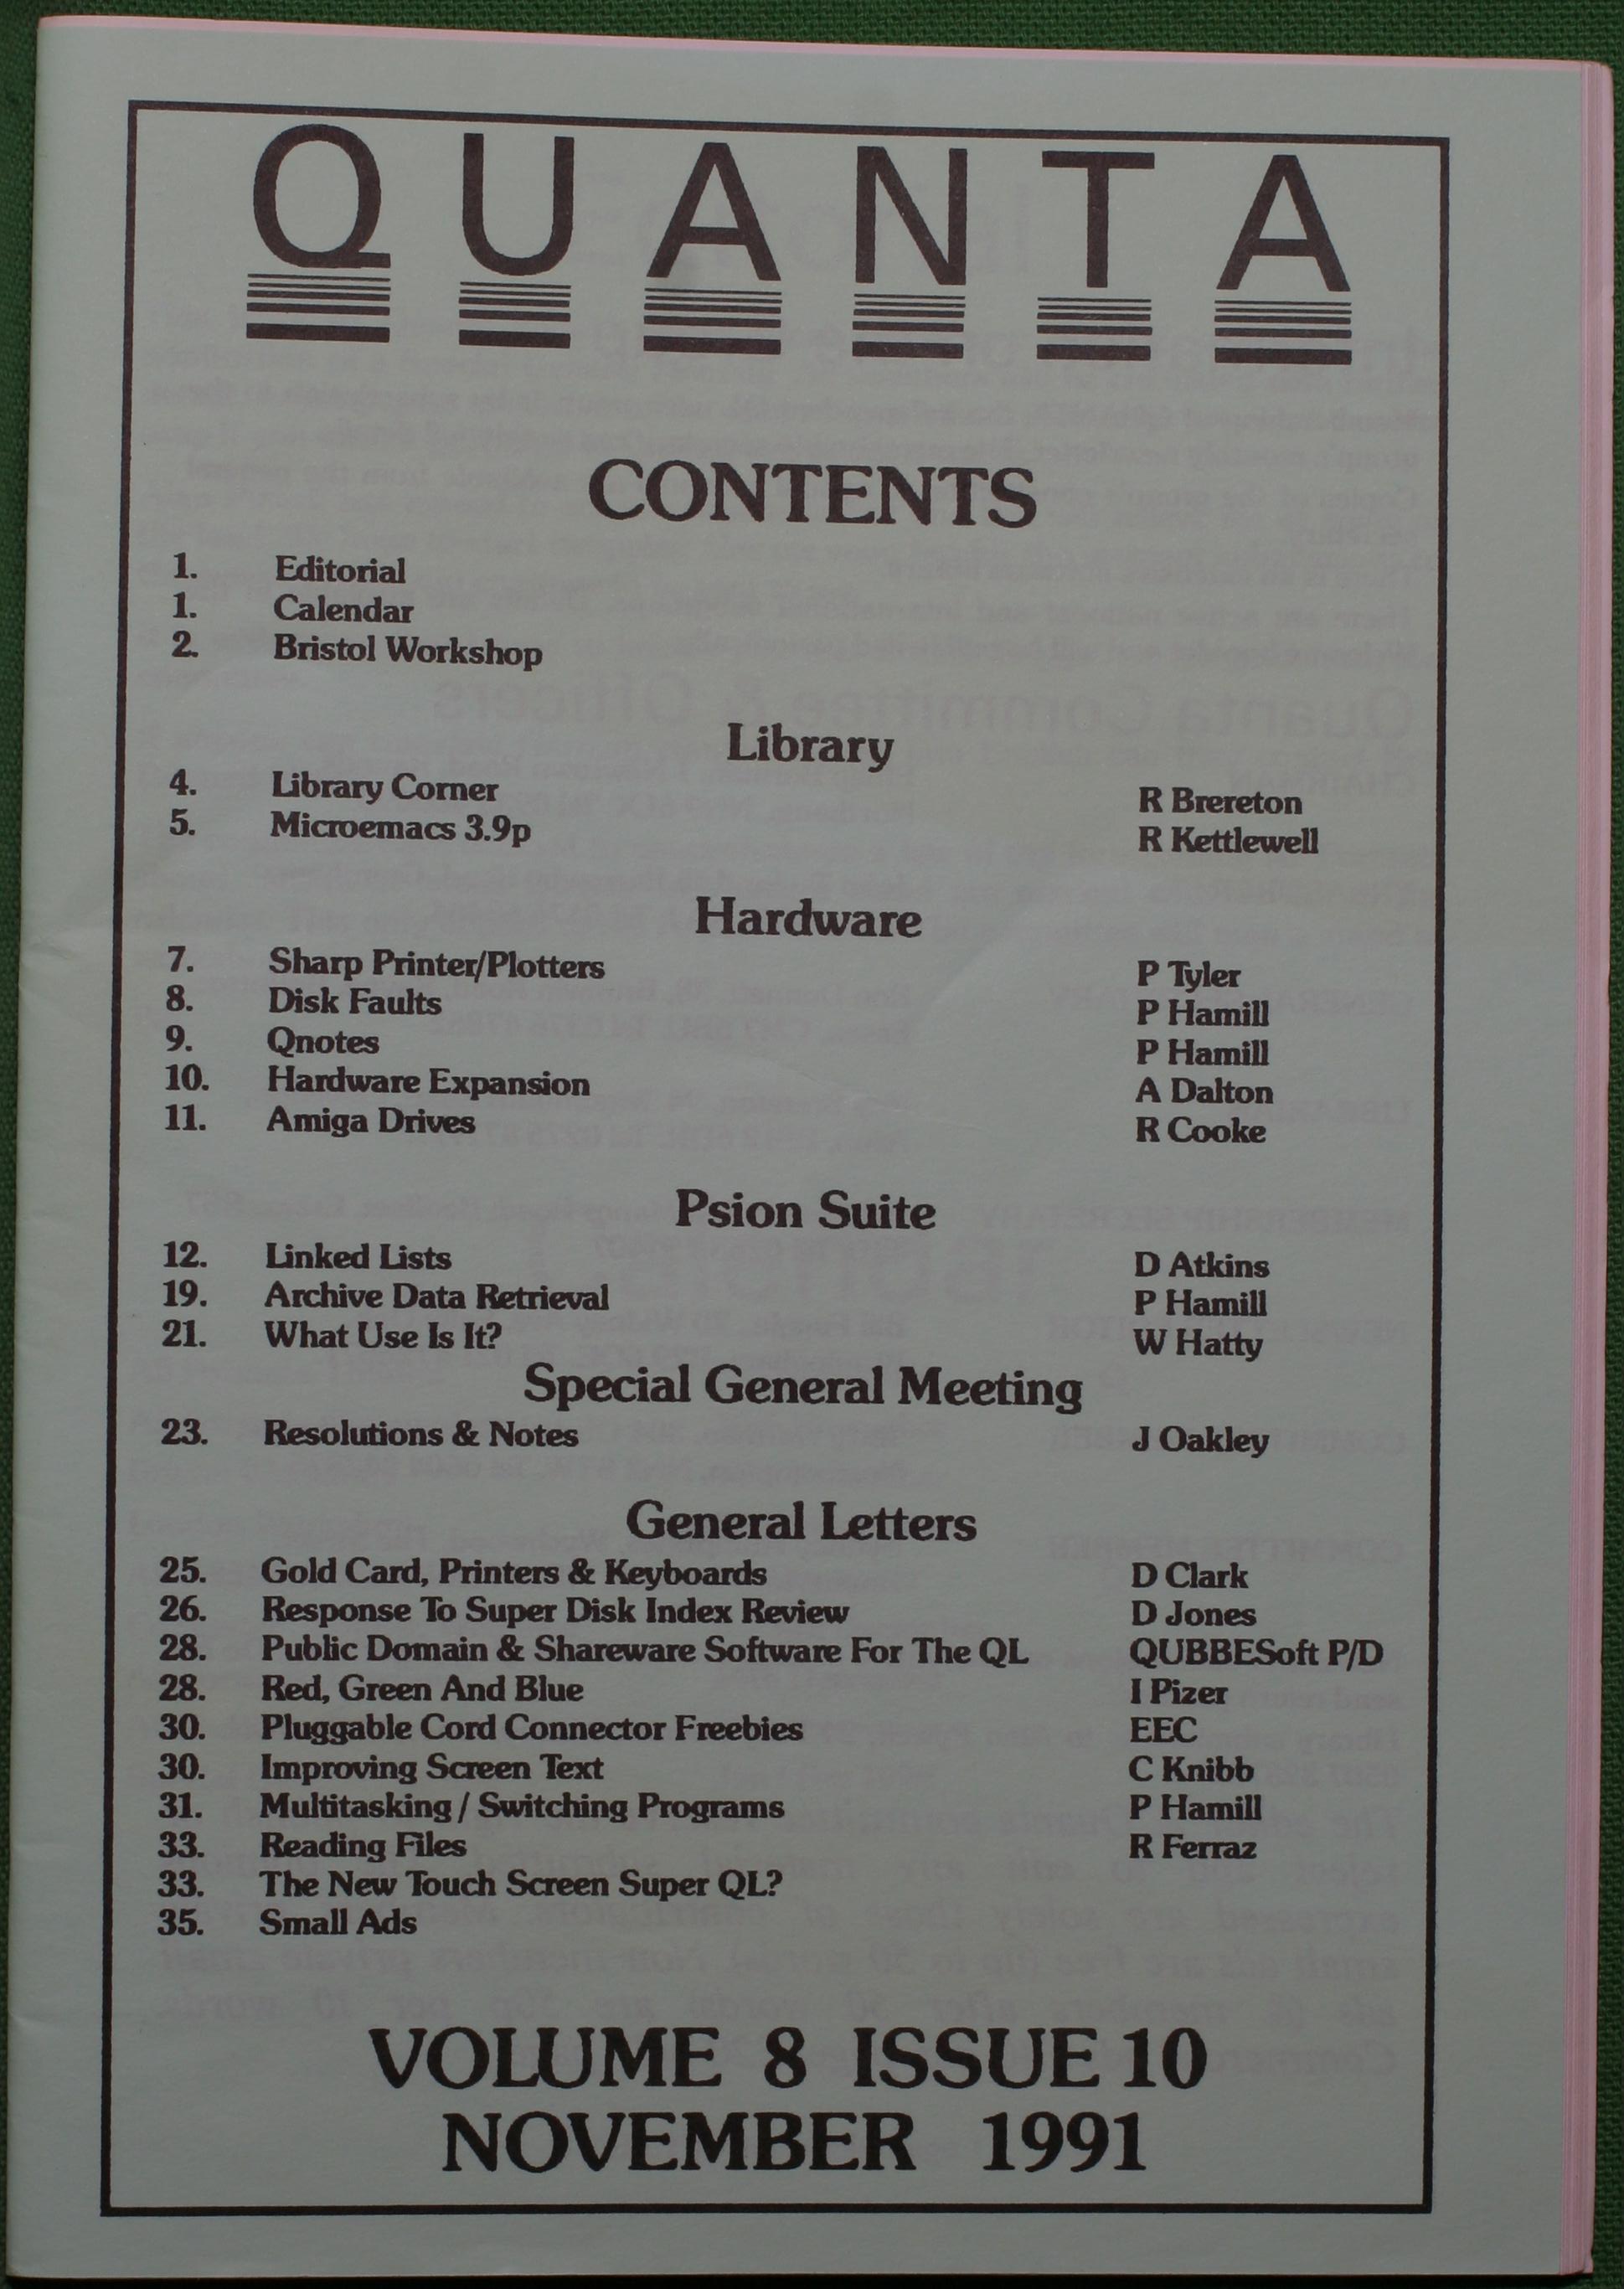 QUANTA
CONTENTS
1. Editorial
1. Calendar
2. Bristol Workshop
Library
4. Library Corner R Brereton
5. Microemacs 3.9p R Kettlewell
Hardware
7. Sharp Printer/Plotters P Tyler
8. Disk Faults P Hamill
9. Qnotes P Hamill
10. Hardware Expansion A Dalton
11. Amiga Drives R Cooke
Psion Suite
12. Linked Lists D Atkins
19. Archive Data Retrieval P Hamill
21. What Use Is It? W Hatty
Special General Meeting
23. Resolutions & Notes J Oakley
General Letters
25. Gold Card, Printers & Keyboards D Clark
26. Response To Super Disk Index Review D Jones
28. Public Domain & Shareware Software For The QL QUBBESoft P/D
28. Red, Green And Blue I Pizer
30. Pluggable Cord Connector Freebies EEC
30. Improving Screen Text C Knibb
31. Multitasking / Switching Programs P Hamill
33. Reading Files R Ferraz
33. The New Touch Screen Super QL?
35. Small Ads
VOLUME 8 ISSUE 10
NOVEMBER 1991